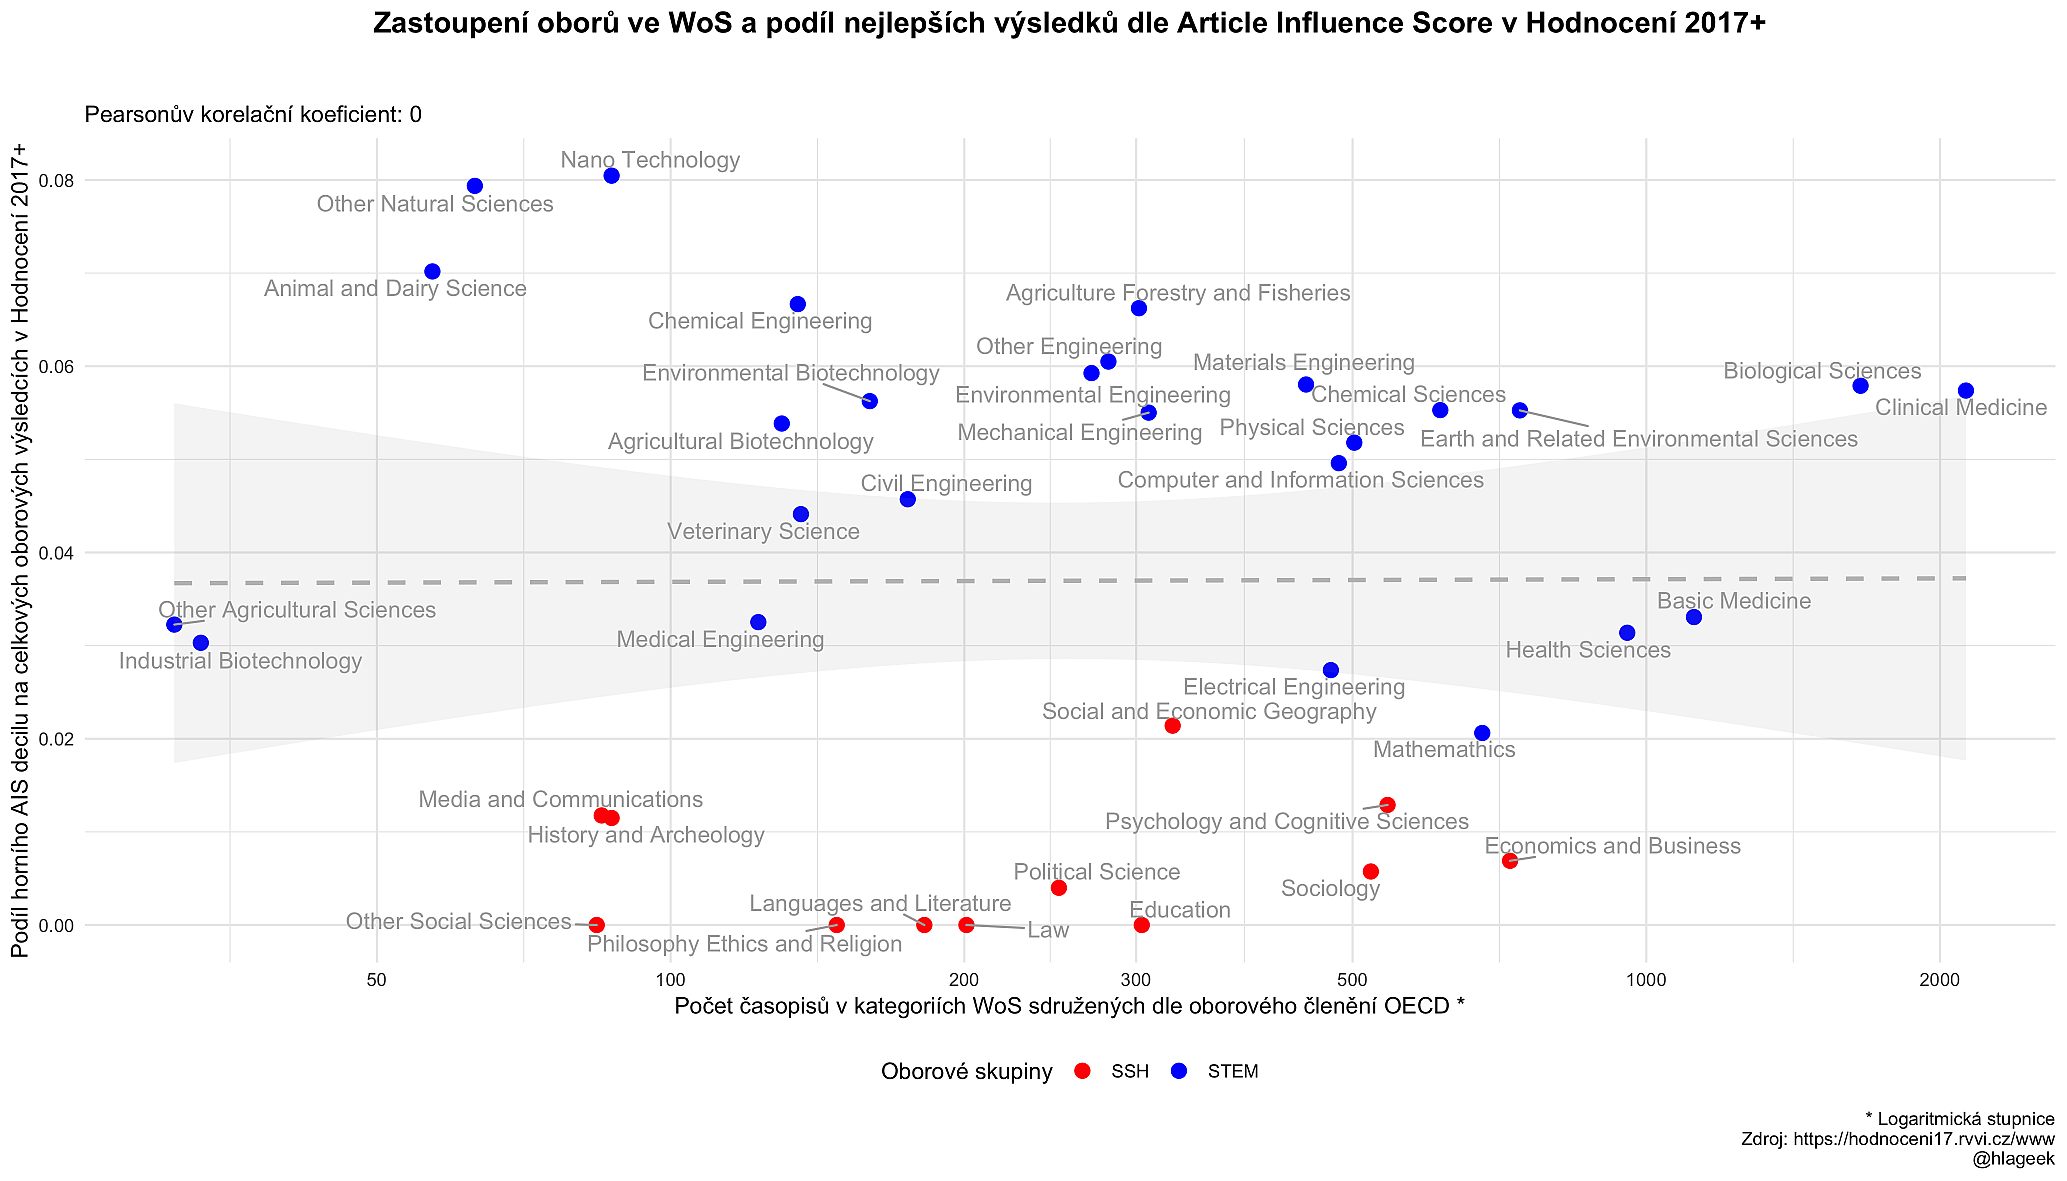 Zastoupení oborů ve WoS a podíl nejlepších výsledků dle Article Influence Score v Hodnocení 2017+
Pearsonův korelační koeficient: 0
Podíl horního AIS decilu na celkových oborových výsledcích v Hodnocení 2017+
0.08
0.06
0.04
0.02
0.00
Nano Technology
Other Natural Sciences
Animal and Dairy Science
Agriculture Forestry and Fisheries
Chemical Engineering
Other Engineering
Materials Engineering
Environmental Biotechnology
Biological Sciences
Environmental Engineering
Chemical Sciences
Clinical Medicine
Mechanical Engineering
Physical Sciences
Agricultural Biotechnology
Earth and Related Environmental Sciences
Civil Engineering
Computer and Information Sciences
Veterinary Science
Other Agricultural Sciences
Basic Medicine
Medical Engineering
Health Sciences
Industrial Biotechnology
Electrical Engineering
Social and Economic Geography
Mathemathics
Media and Communications
Psychology and Cognitive Sciences
History and Archeology
Economics and Business
Political Science
Sociology
Languages and Literature
Education
Other Social Sciences
Law
Philosophy Ethics and Religion
50
100
200
300
500
1000
2000
Počet časopisů v kategoriích WoS sdružených dle oborového členění OECD *
Oborové skupiny
SSH
STEM
* Logaritmická stupnice
Zdroj: https://hodnoceni17.rvvi.cz/www
@hlageek